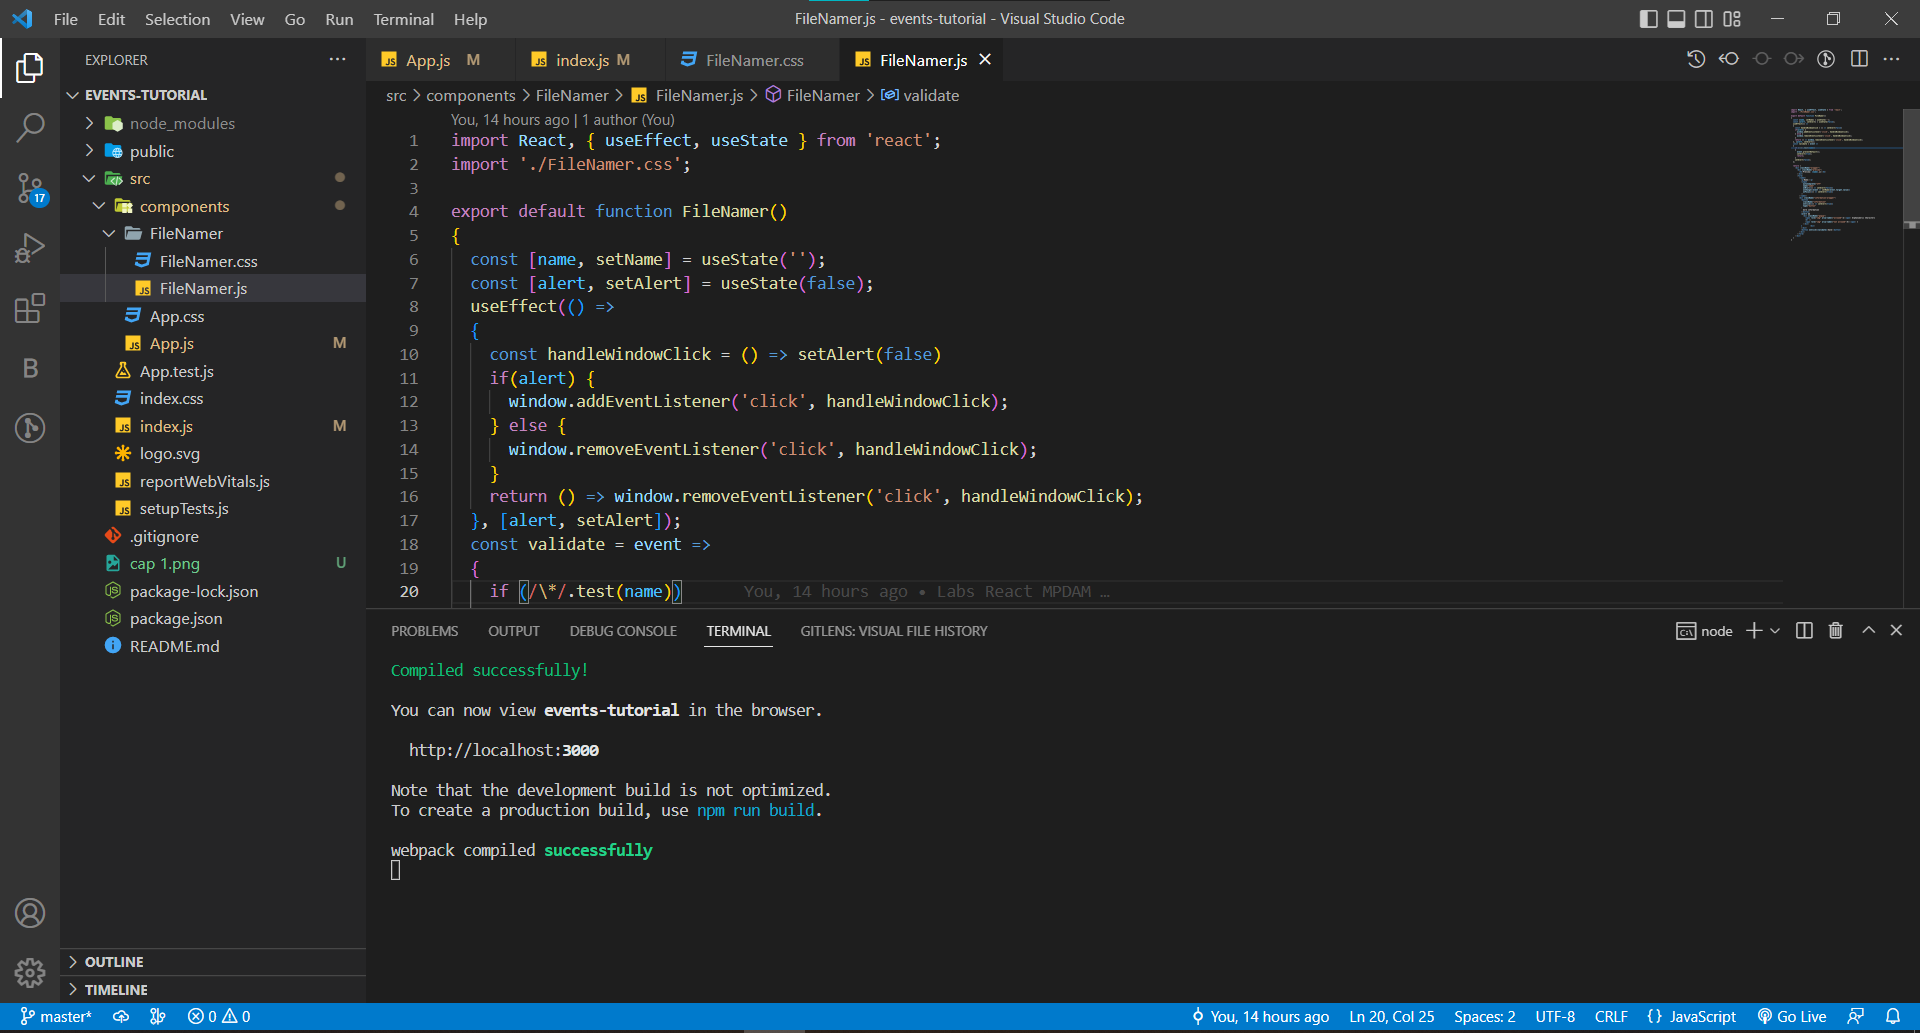 File Edit Selection View Go Run Terminal Help
FileNamer.js - events-tutorial - Visual Studio Code
EXPLORER
EVENTS-TUTORIAL
node_modules
public
src
components
FileNamer
FileNamer.css
FileNamer.js
App.css
App.js M
App.test.js
index.css
index.js M
logo.svg
reportWebVitals.js
setupTests.js
.gitignore
cap 1.png U
package-lock.json
package.json
README.md
OUTLINE
TIMELINE
17
B
App.js M index.js M FileNamer.css FileNamer.js
src > components > FileNamer > JS FileNamer.js > FileNamer > validate
You, 14 hours ago | 1 author (You)
1 import React, { useEffect, useState } from 'react';
2 import './FileNamer.css';
3
4 export default function FileNamer()
5 {
6 const [name, setName] = useState('');
7 const [alert, setAlert] = useState(false);
8 useEffect(() =>
9 {
10 const handleWindowClick = () => setAlert(false)
11 if(alert) {
12 window.addEventListener('click', handleWindowClick);
13 } else {
14 window.removeEventListener('click', handleWindowClick);
15 }
16 return () => window.removeEventListener('click', handleWindowClick);
17 }, [alert, setAlert]);
18 const validate = event =>
19 {
20 if (/\*/.test(name)) You, 14 hours ago • Labs React MPDAM …
PROBLEMS OUTPUT DEBUG CONSOLE TERMINAL GITLENS: VISUAL FILE HISTORY
node
Compiled successfully!
You can now view events-tutorial in the browser.
http://localhost:3000
Note that the development build is not optimized.
To create a production build, use npm run build.
webpack compiled successfully
master* 0 0 You, 14 hours ago Ln 20, Col 25 Spaces: 2 UTF-8 CRLF {} JavaScript Go Live